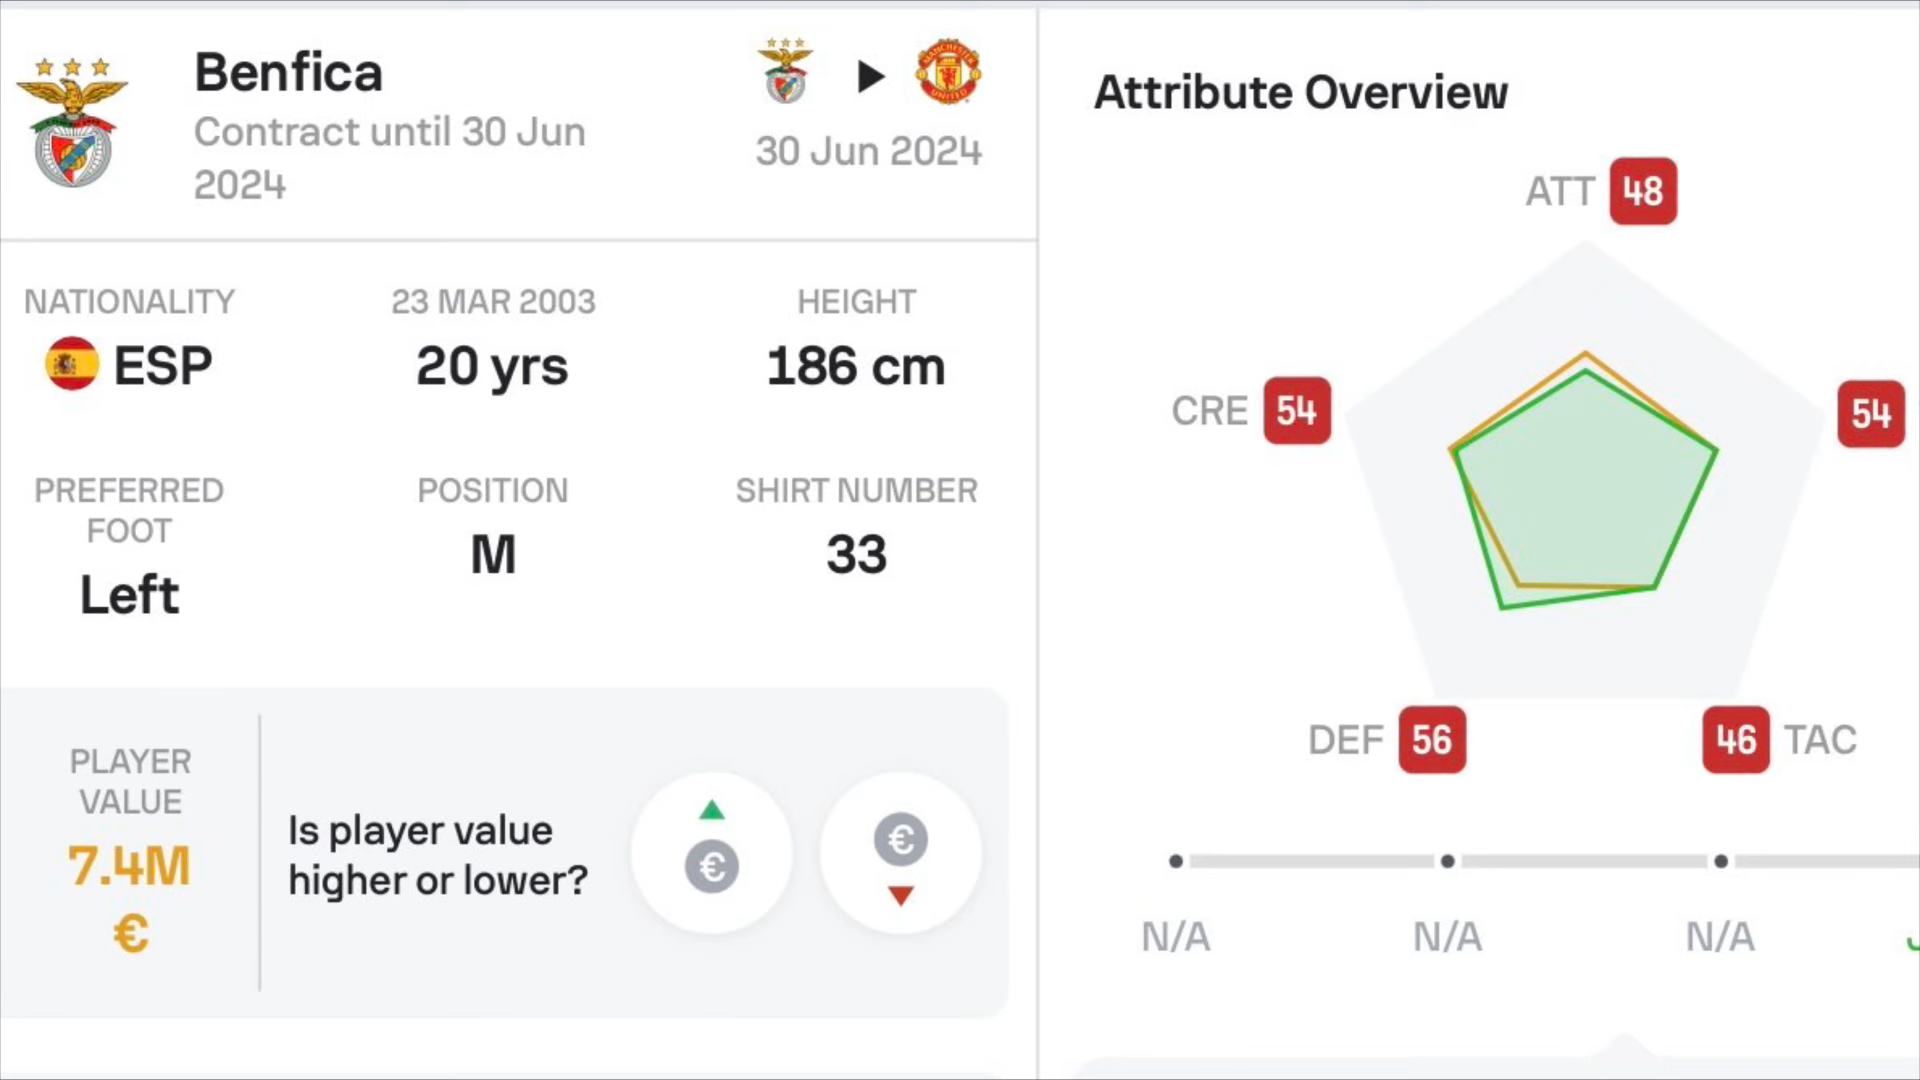 Benfica
Contract until 30 Jun
2024
30 Jun 2024
NATIONALITY
ESP
23 MAR 2003
20 yrs
HEIGHT
186 cm
PREFERRED
FOOT
Left
POSITION
M
SHIRT NUMBER
33
PLAYER
VALUE
7.4M
€
Is player value
higher or lower?
€
€
Attribute Overview
ATT 48
CRE 54
54
DEF 56
46 TAC
N/A
N/A
N/A
MANCHESTER
UNITED